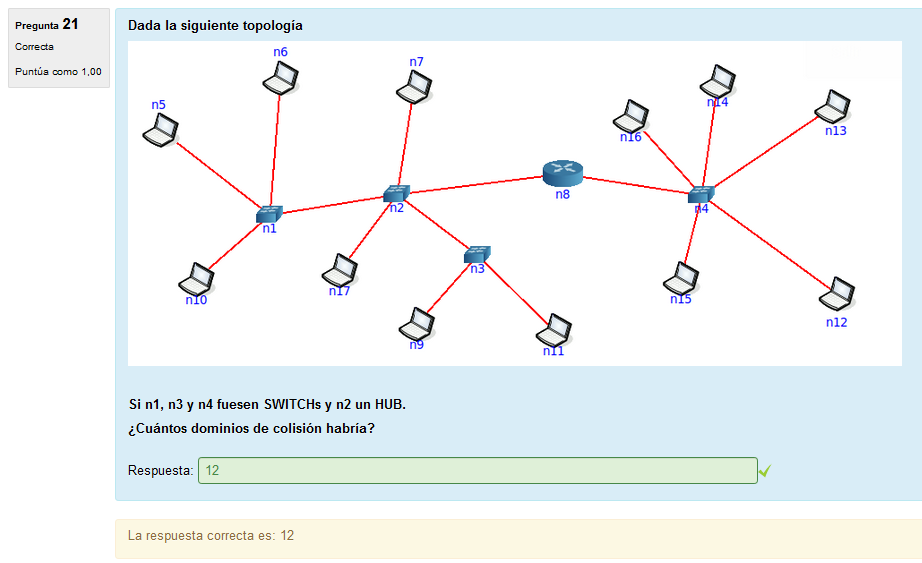 Pregunta 21
Correcta
Puntúa como 1,00
Dada la siguiente topología
n6
n7
n5
n14
n16
n13
n8
n2
n4
n1
n3
n10
n17
n15
n12
n9
n11
Si n1, n3 y n4 fuesen SWITCHs y n2 un HUB.
¿Cuántos dominios de colisión habría?
Respuesta: 12
La respuesta correcta es: 12